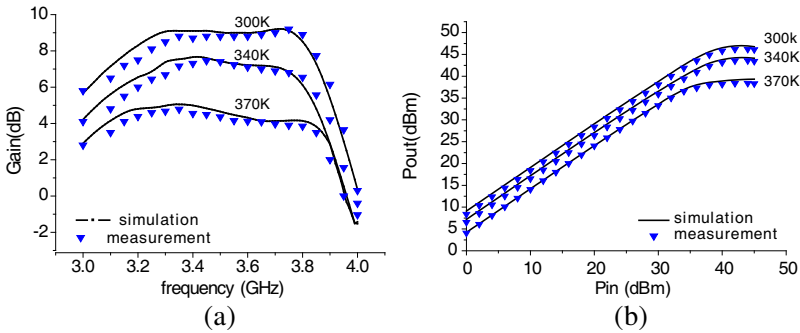 10
8
6
4
2
0
-2
Gain(dB)
300K
340K
370K
simulation
measurement
3.0 3.2 3.4 3.6 3.8 4.0
frequency (GHz)
(a)
50
45
40
35
30
25
20
15
10
5
0
Pout(dBm)
300k
340K
370K
simulation
measurement
0 10 20 30 40
Pin (dBm)
(b)